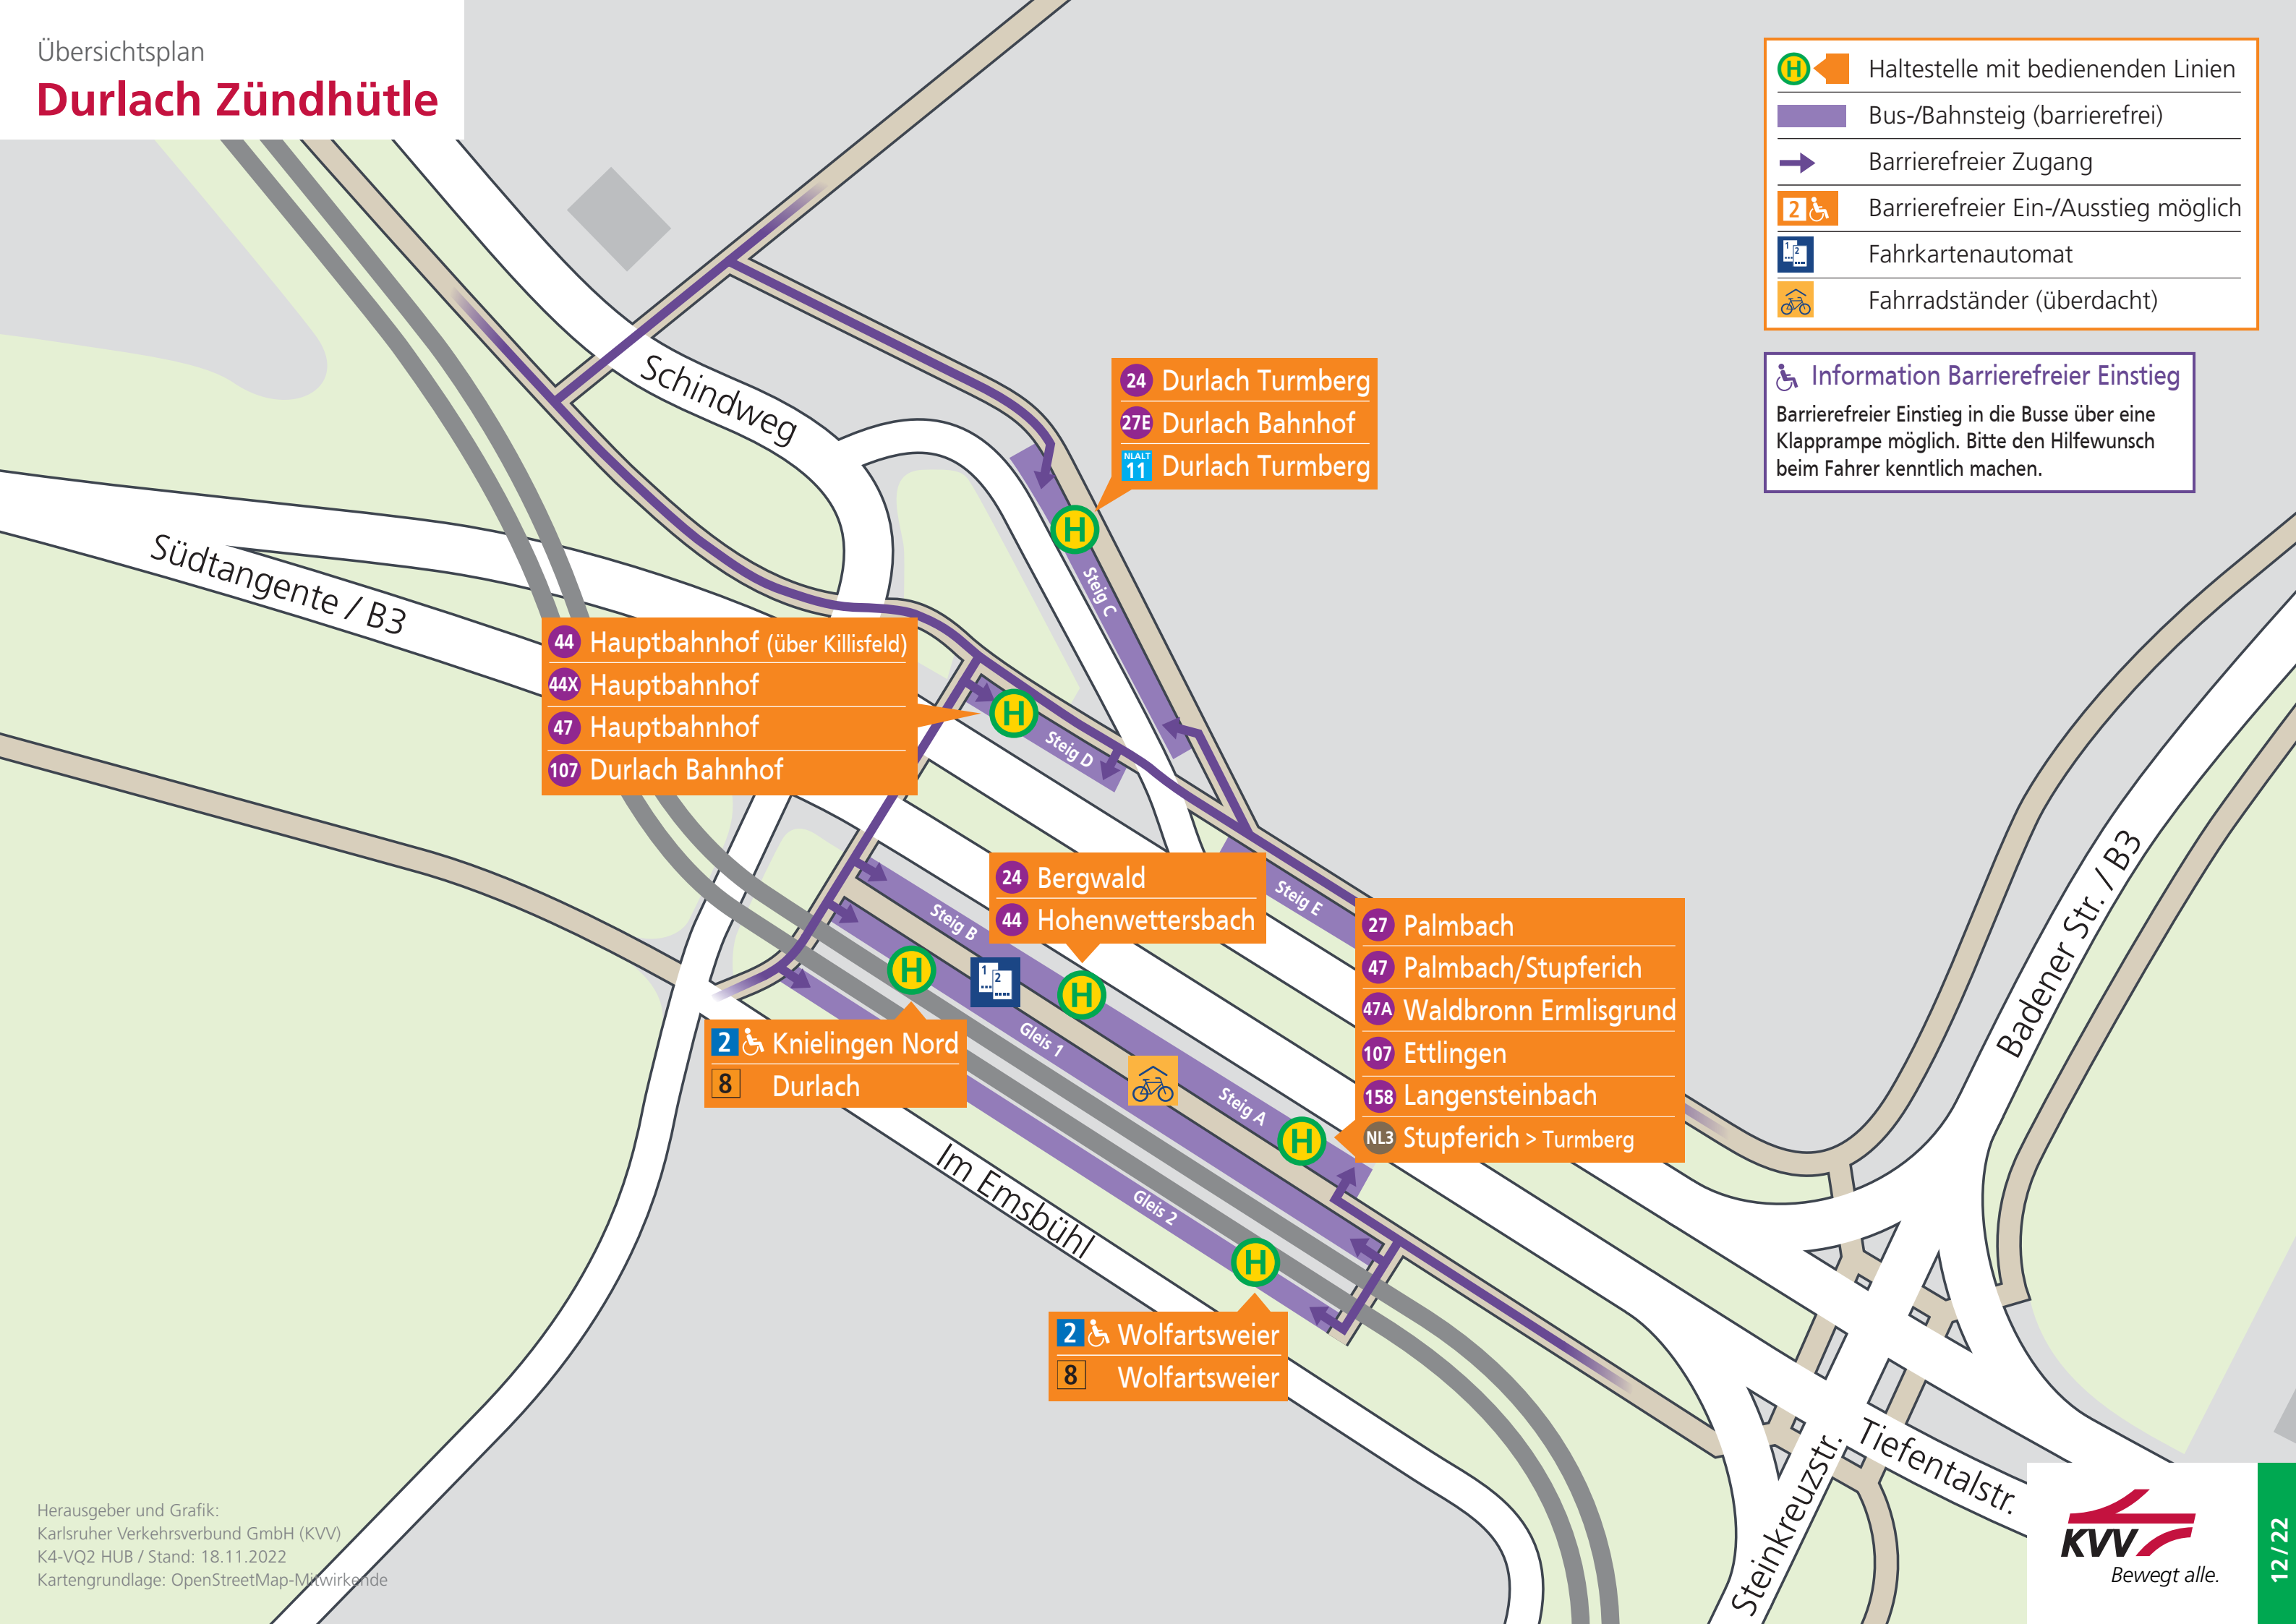 Übersichtsplan
Durlach Zündhütle
H Haltestelle mit bedienenden Linien
Bus-/Bahnsteig (barrierefrei)
Barrierefreier Zugang
2 Barrierefreier Ein-/Ausstieg möglich
1 2 Fahrkartenautomat
Fahrradständer (überdacht)
Information Barrierefreier Einstieg
Barrierefreier Einstieg in die Busse über eine
Klapprampe möglich. Bitte den Hilfewunsch
beim Fahrer kenntlich machen.
Schindweg
24 Durlach Turmberg
27E Durlach Bahnhof
NLALT 11 Durlach Turmberg
H
Steig C
Südtangente / B3
44 Hauptbahnhof (über Killisfeld)
44X Hauptbahnhof
47 Hauptbahnhof
107 Durlach Bahnhof
H
Steig D
24 Bergwald
44 Hohenwettersbach
Steig E
Steig B
H
1 2
H
27 Palmbach
47 Palmbach/Stupferich
47A Waldbronn Ermlisgrund
107 Ettlingen
158 Langensteinbach
NL3 Stupferich > Turmberg
Badener Str. / B3
2 Knielingen Nord
8 Durlach
Gleis 1
Steig A
H
Im Emsbühl
Gleis 2
H
2 Wolfartsweier
8 Wolfartsweier
Tiefentalstr.
Steinkreuzstr.
Herausgeber und Grafik:
Karlsruher Verkehrsverbund GmbH (KVV)
K4-VQ2 HUB / Stand: 18.11.2022
Kartengrundlage: OpenStreetMap-Mitwirkende
KVV
Bewegt alle.
12 / 22